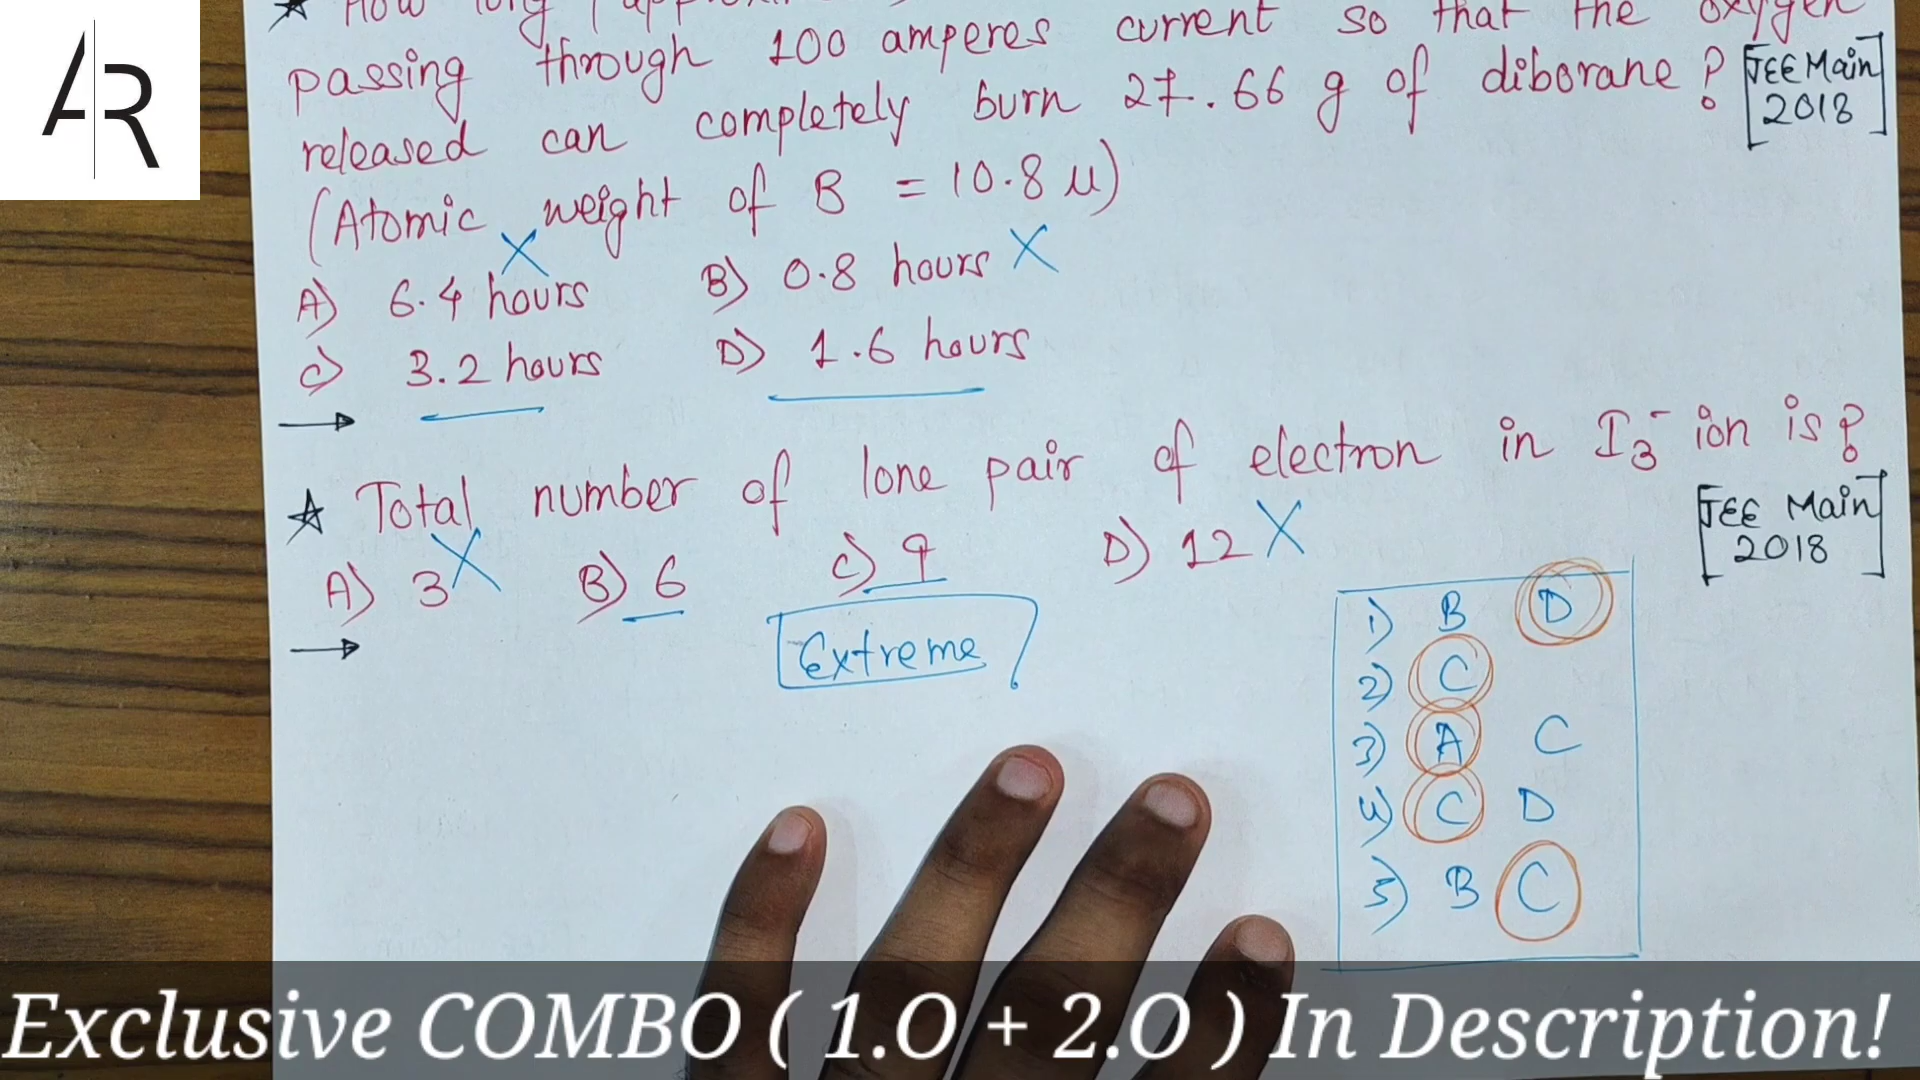 AR
★ How long (approx
passing through 100 amperes current so that the oxygen
released can completely burn 27.66 g of diborane? [JEE Main
2018]
(Atomic weight of B = 10.8 u)
A) 6.4 hours X B) 0.8 hours X
C) 3.2 hours D) 1.6 hours
→
★ Total number of lone pair of electron in I3⁻ ion is?
[JEE Main
2018]
A) 3 X B) 6 C) 9 D) 12 X
→
Extreme
1) B D
2) C
3) A C
4) C D
5) B C
Exclusive COMBO ( 1.O + 2.O ) In Description!